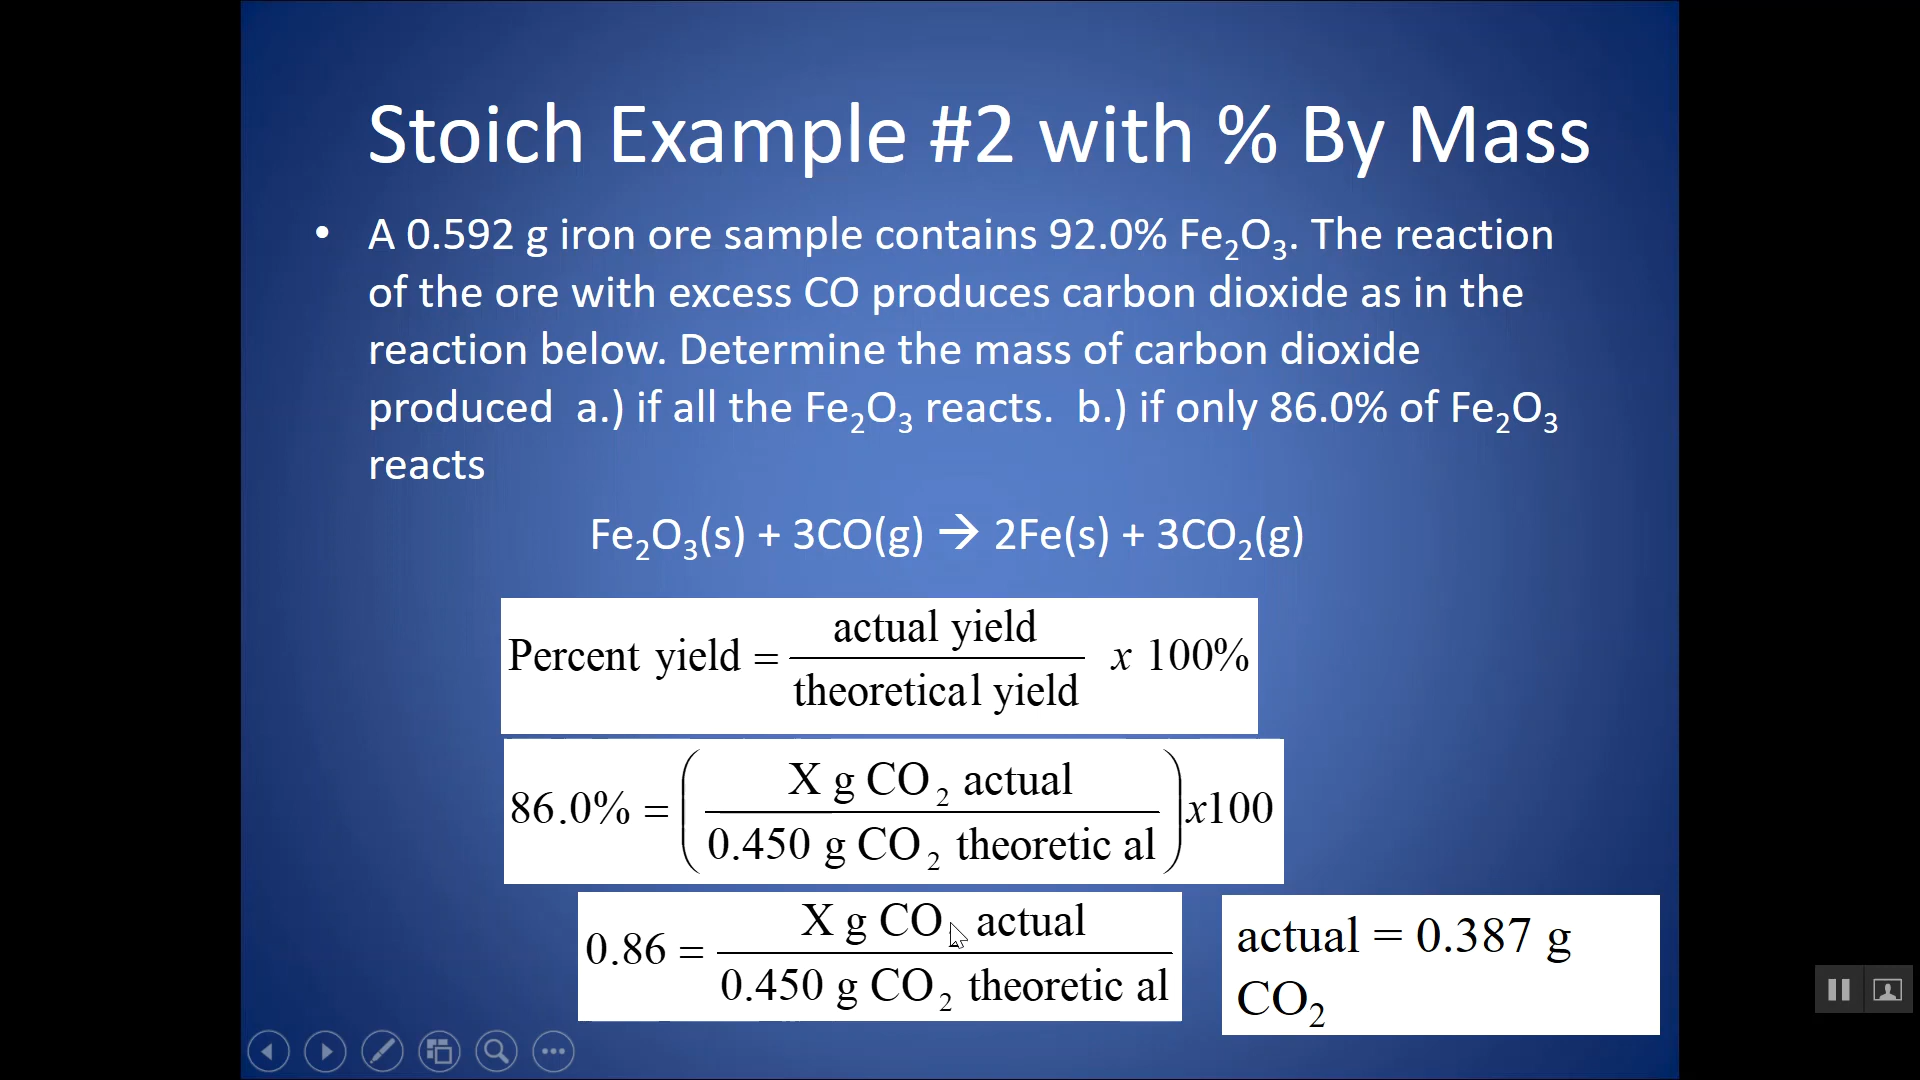 Stoich Example #2 with % By Mass
• A 0.592 g iron ore sample contains 92.0% Fe₂O₃. The reaction
of the ore with excess CO produces carbon dioxide as in the
reaction below. Determine the mass of carbon dioxide
produced  a.) if all the Fe₂O₃ reacts.  b.) if only 86.0% of Fe₂O₃
reacts
Fe₂O₃(s) + 3CO(g) → 2Fe(s) + 3CO₂(g)
actual yield
Percent yield = x 100%
theoretical yield
X g CO₂ actual
86.0% = ( ) x100
0.450 g CO₂ theoretic al
X g CO actual
0.86 =
0.450 g CO₂ theoretic al
actual = 0.387 g
CO₂